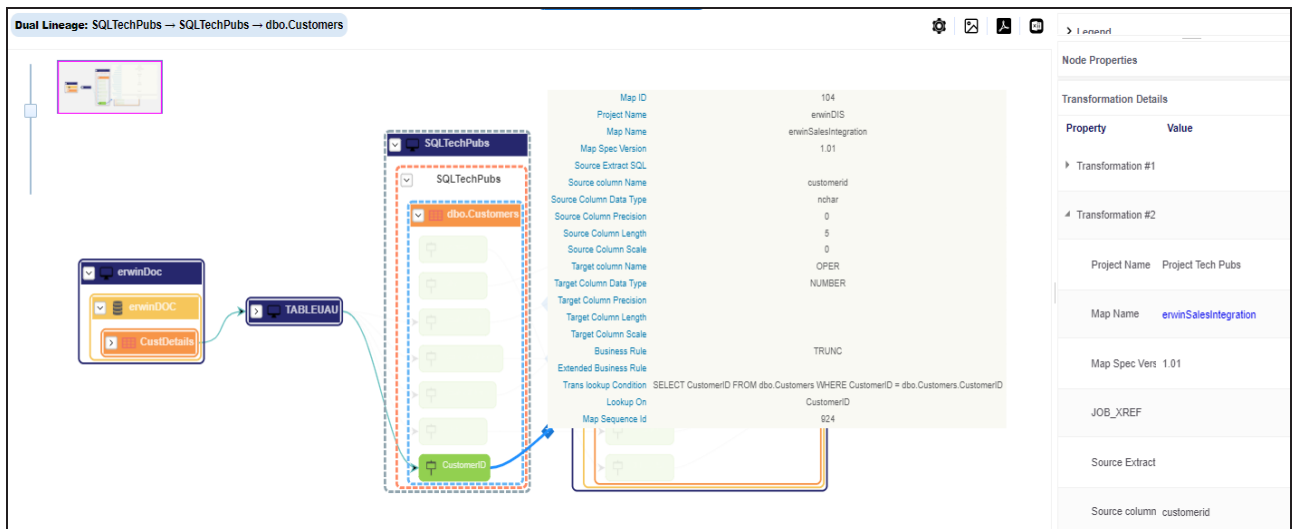 Dual Lineage: SQLTechPubs → SQLTechPubs → dbo.Customers
Legend
Node Properties
Transformation Details
Property Value
Transformation #1
Transformation #2
Project Name Project Tech Pubs
Map Name erwinSalesIntegration
Map Spec Vers 1.01
JOB_XREF
Source Extract
Source column customerid
SQLTechPubs
SQLTechPubs
dbo.Customers
CustomerID
erwinDoc
erwinDOC
CustDetails
TABLEUAU
Map ID 104
Project Name erwinDIS
Map Name erwinSalesIntegration
Map Spec Version 1.01
Source Extract SQL
Source column Name customerid
Source Column Data Type nchar
Source Column Precision 0
Source Column Length 5
Source Column Scale 0
Target column Name OPER
Target Column Data Type NUMBER
Target Column Precision
Target Column Length
Target Column Scale
Business Rule TRUNC
Extended Business Rule
Trans lookup Condition SELECT CustomerID FROM dbo.Customers WHERE CustomerID = dbo.Customers.CustomerID
Lookup On CustomerID
Map Sequence Id 924